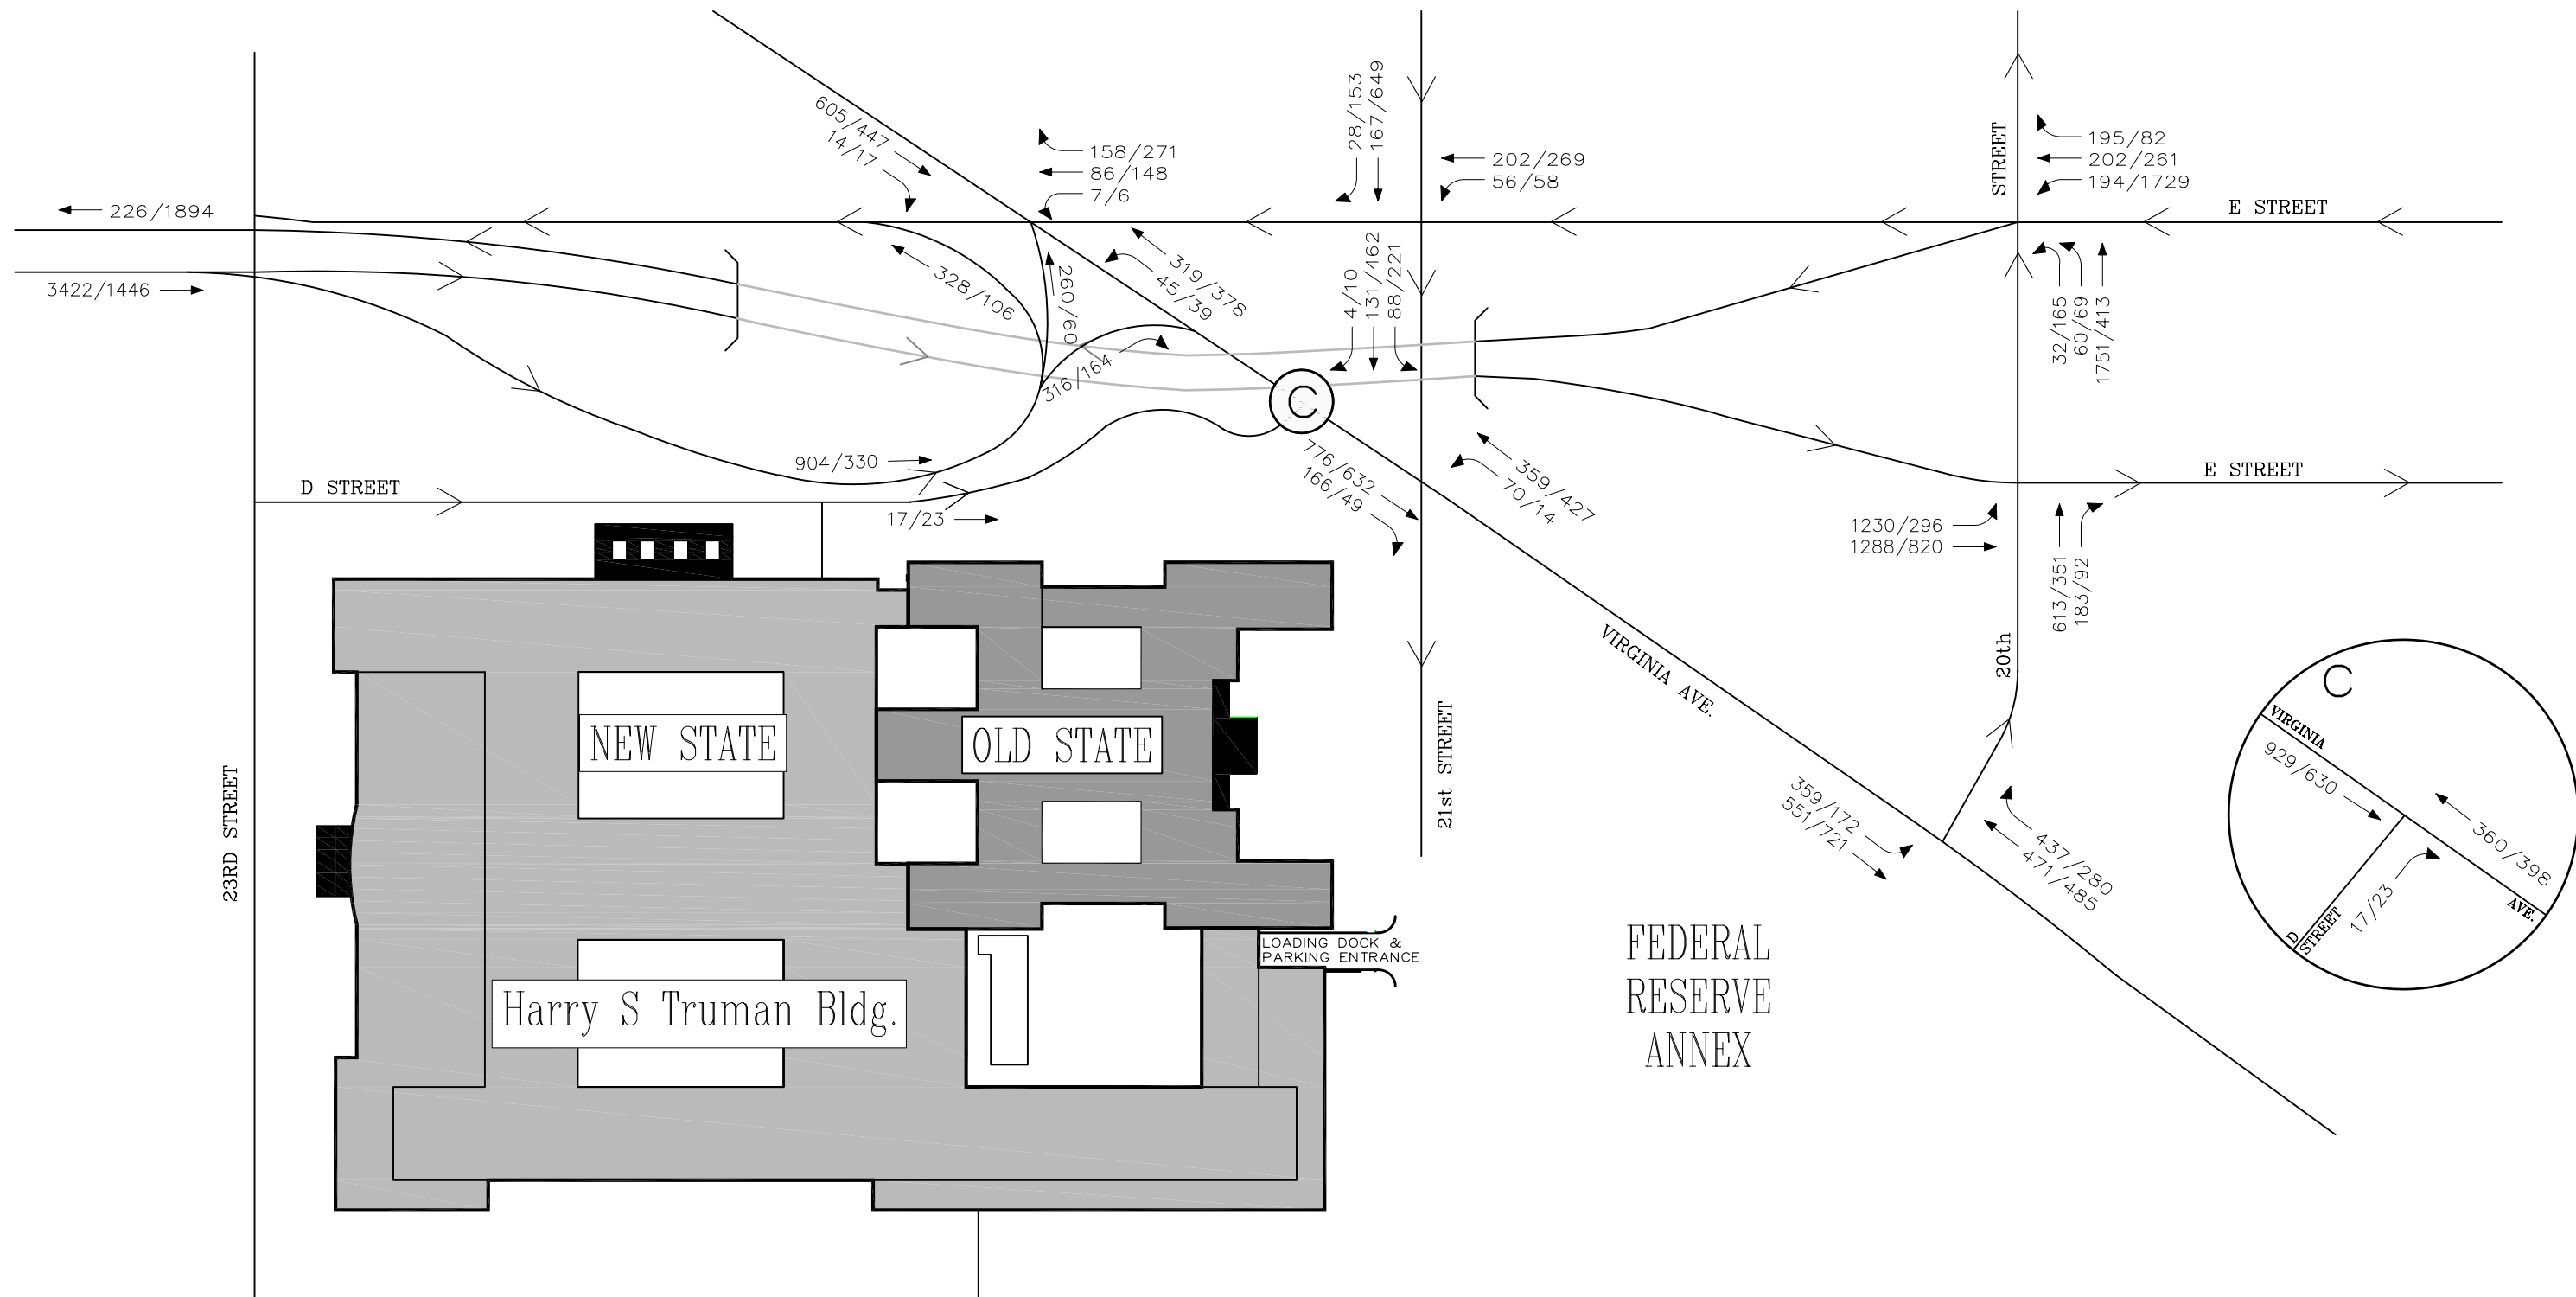 605/447
14/17
158/271
86/148
7/6
28/153
167/649
202/269
56/58
STREET
195/82
202/261
194/1729
E STREET
226/1894
3422/1446
328/106
260/60
319/378
45/39
316/164
4/10
131/462
88/221
32/165
60/69
1751/413
C
904/330
D STREET
17/23
776/632
166/49
359/427
70/14
E STREET
1230/296
1288/820
613/351
183/92
20th
VIRGINIA AVE.
NEW STATE
OLD STATE
21st STREET
23RD STREET
359/172
551/721
437/280
471/485
C
VIRGINIA
929/630
360/398
AVE.
17/23
D
STREET
LOADING DOCK &
PARKING ENTRANCE
1
Harry S Truman Bldg.
FEDERAL
RESERVE
ANNEX